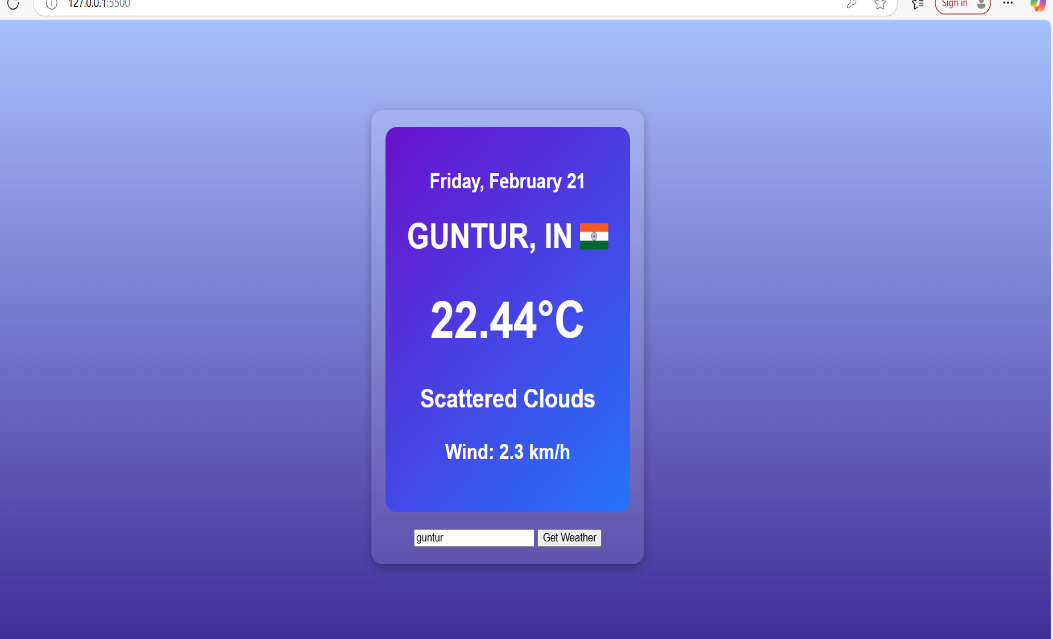 127.0.0.1:5500
Sign in
Friday, February 21
GUNTUR, IN
22.44°C
Scattered Clouds
Wind: 2.3 km/h
guntur Get Weather